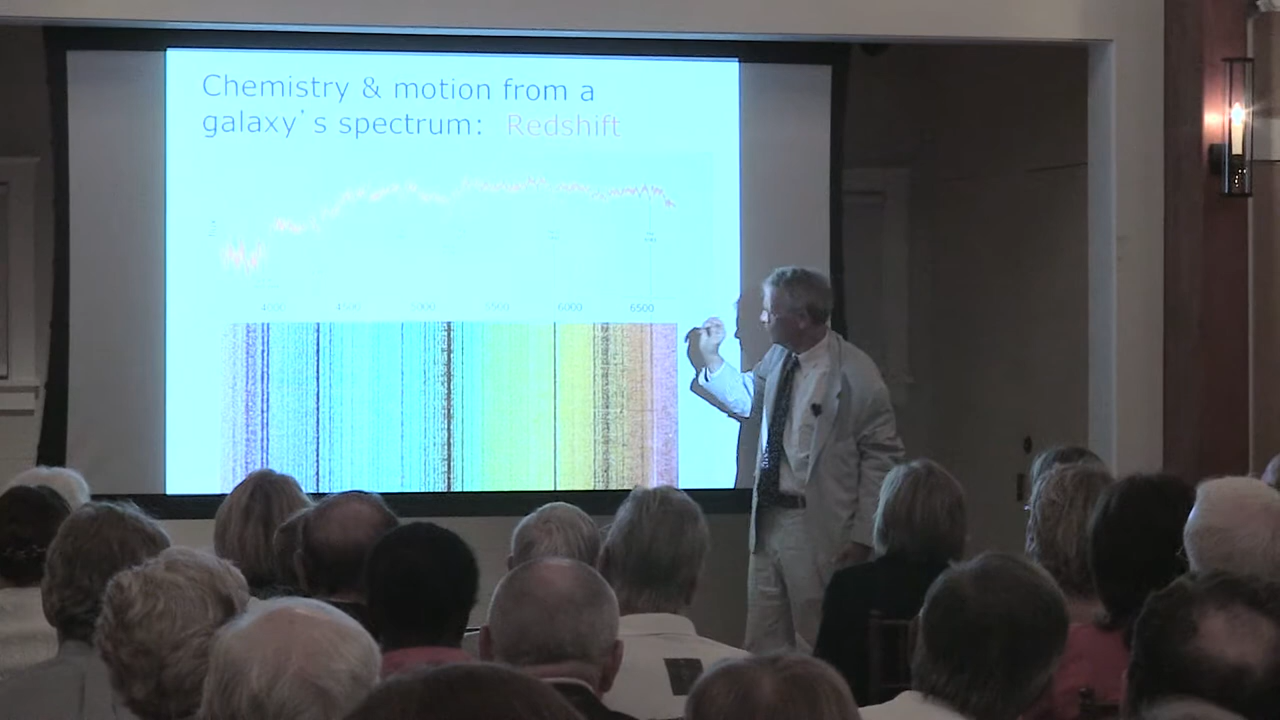 Chemistry & motion from a
galaxy's spectrum: Redshift
4000 4500 5000 5500 6000 6500